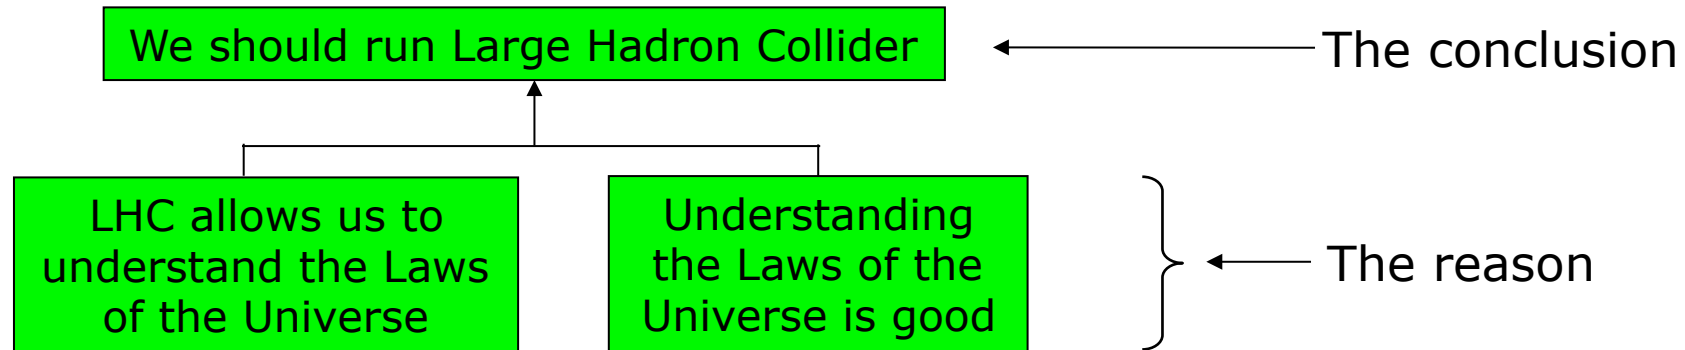 We should run Large Hadron Collider
The conclusion
LHC allows us to
understand the Laws
of the Universe
Understanding
the Laws of the
Universe is good
The reason